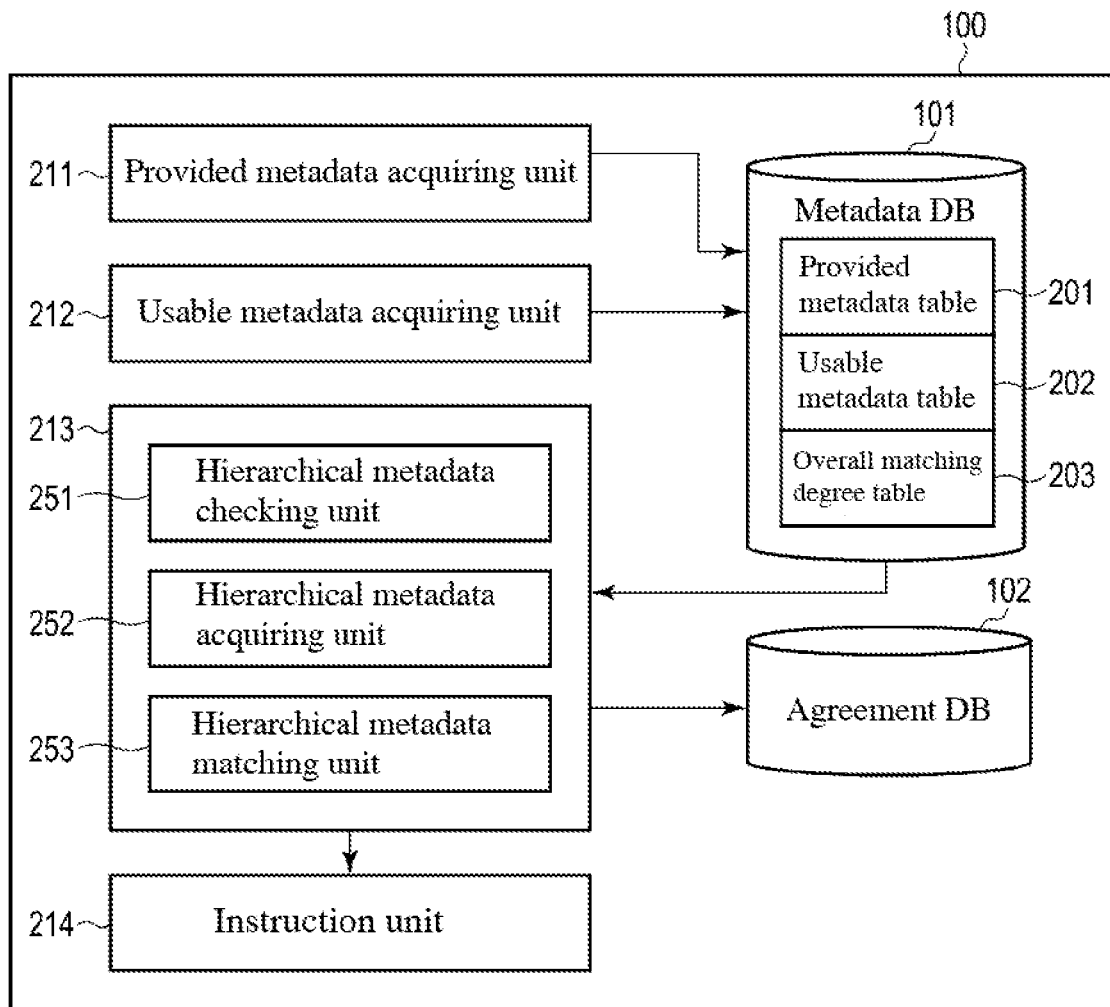 100
101
211
Provided metadata acquiring unit
Metadata DB
Provided
metadata table
201
212
Usable metadata acquiring unit
Usable
metadata table
202
Overall matching
degree table
203
213
251
Hierarchical metadata
checking unit
252
Hierarchical metadata
acquiring unit
253
Hierarchical metadata
matching unit
102
Agreement DB
214
Instruction unit